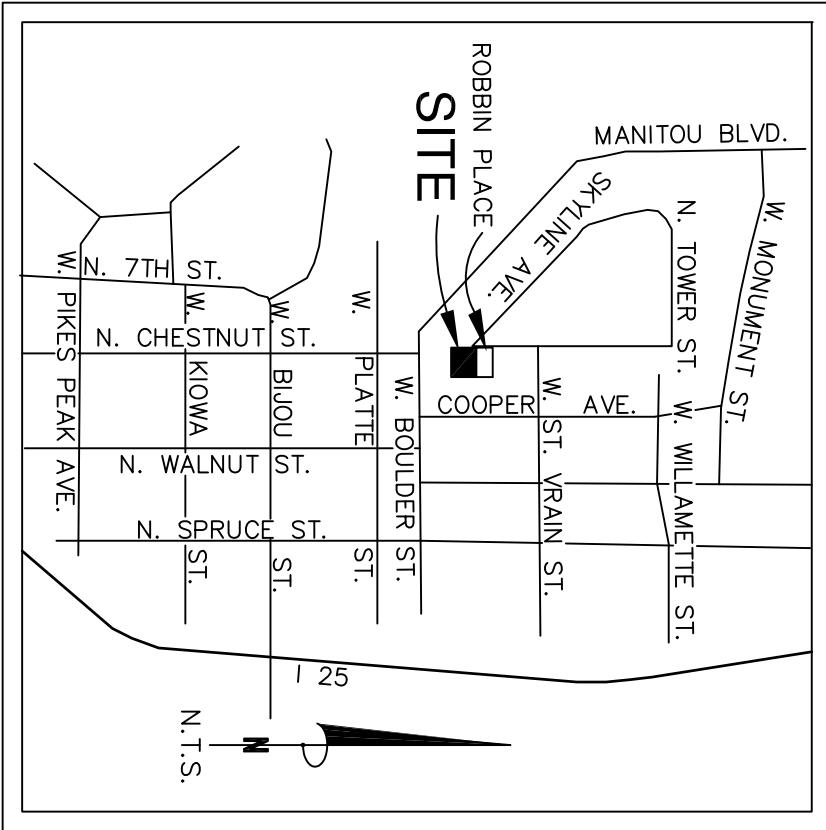 MANITOU BLVD.
ROBBIN PLACE
SITE
SKYLINE AVE.
N. TOWER ST.
W. MONUMENT ST.
N. 7TH ST.
N. CHESTNUT ST.
COOPER AVE.
N. WALNUT ST.
N. SPRUCE ST.
W. PIKES PEAK AVE.
W. KIOWA ST.
W. BIJOU ST.
W. PLATTE ST.
W. BOULDER ST.
W. ST. VRAIN ST.
W. WILLAMETTE ST.
I 25
N
N.T.S.